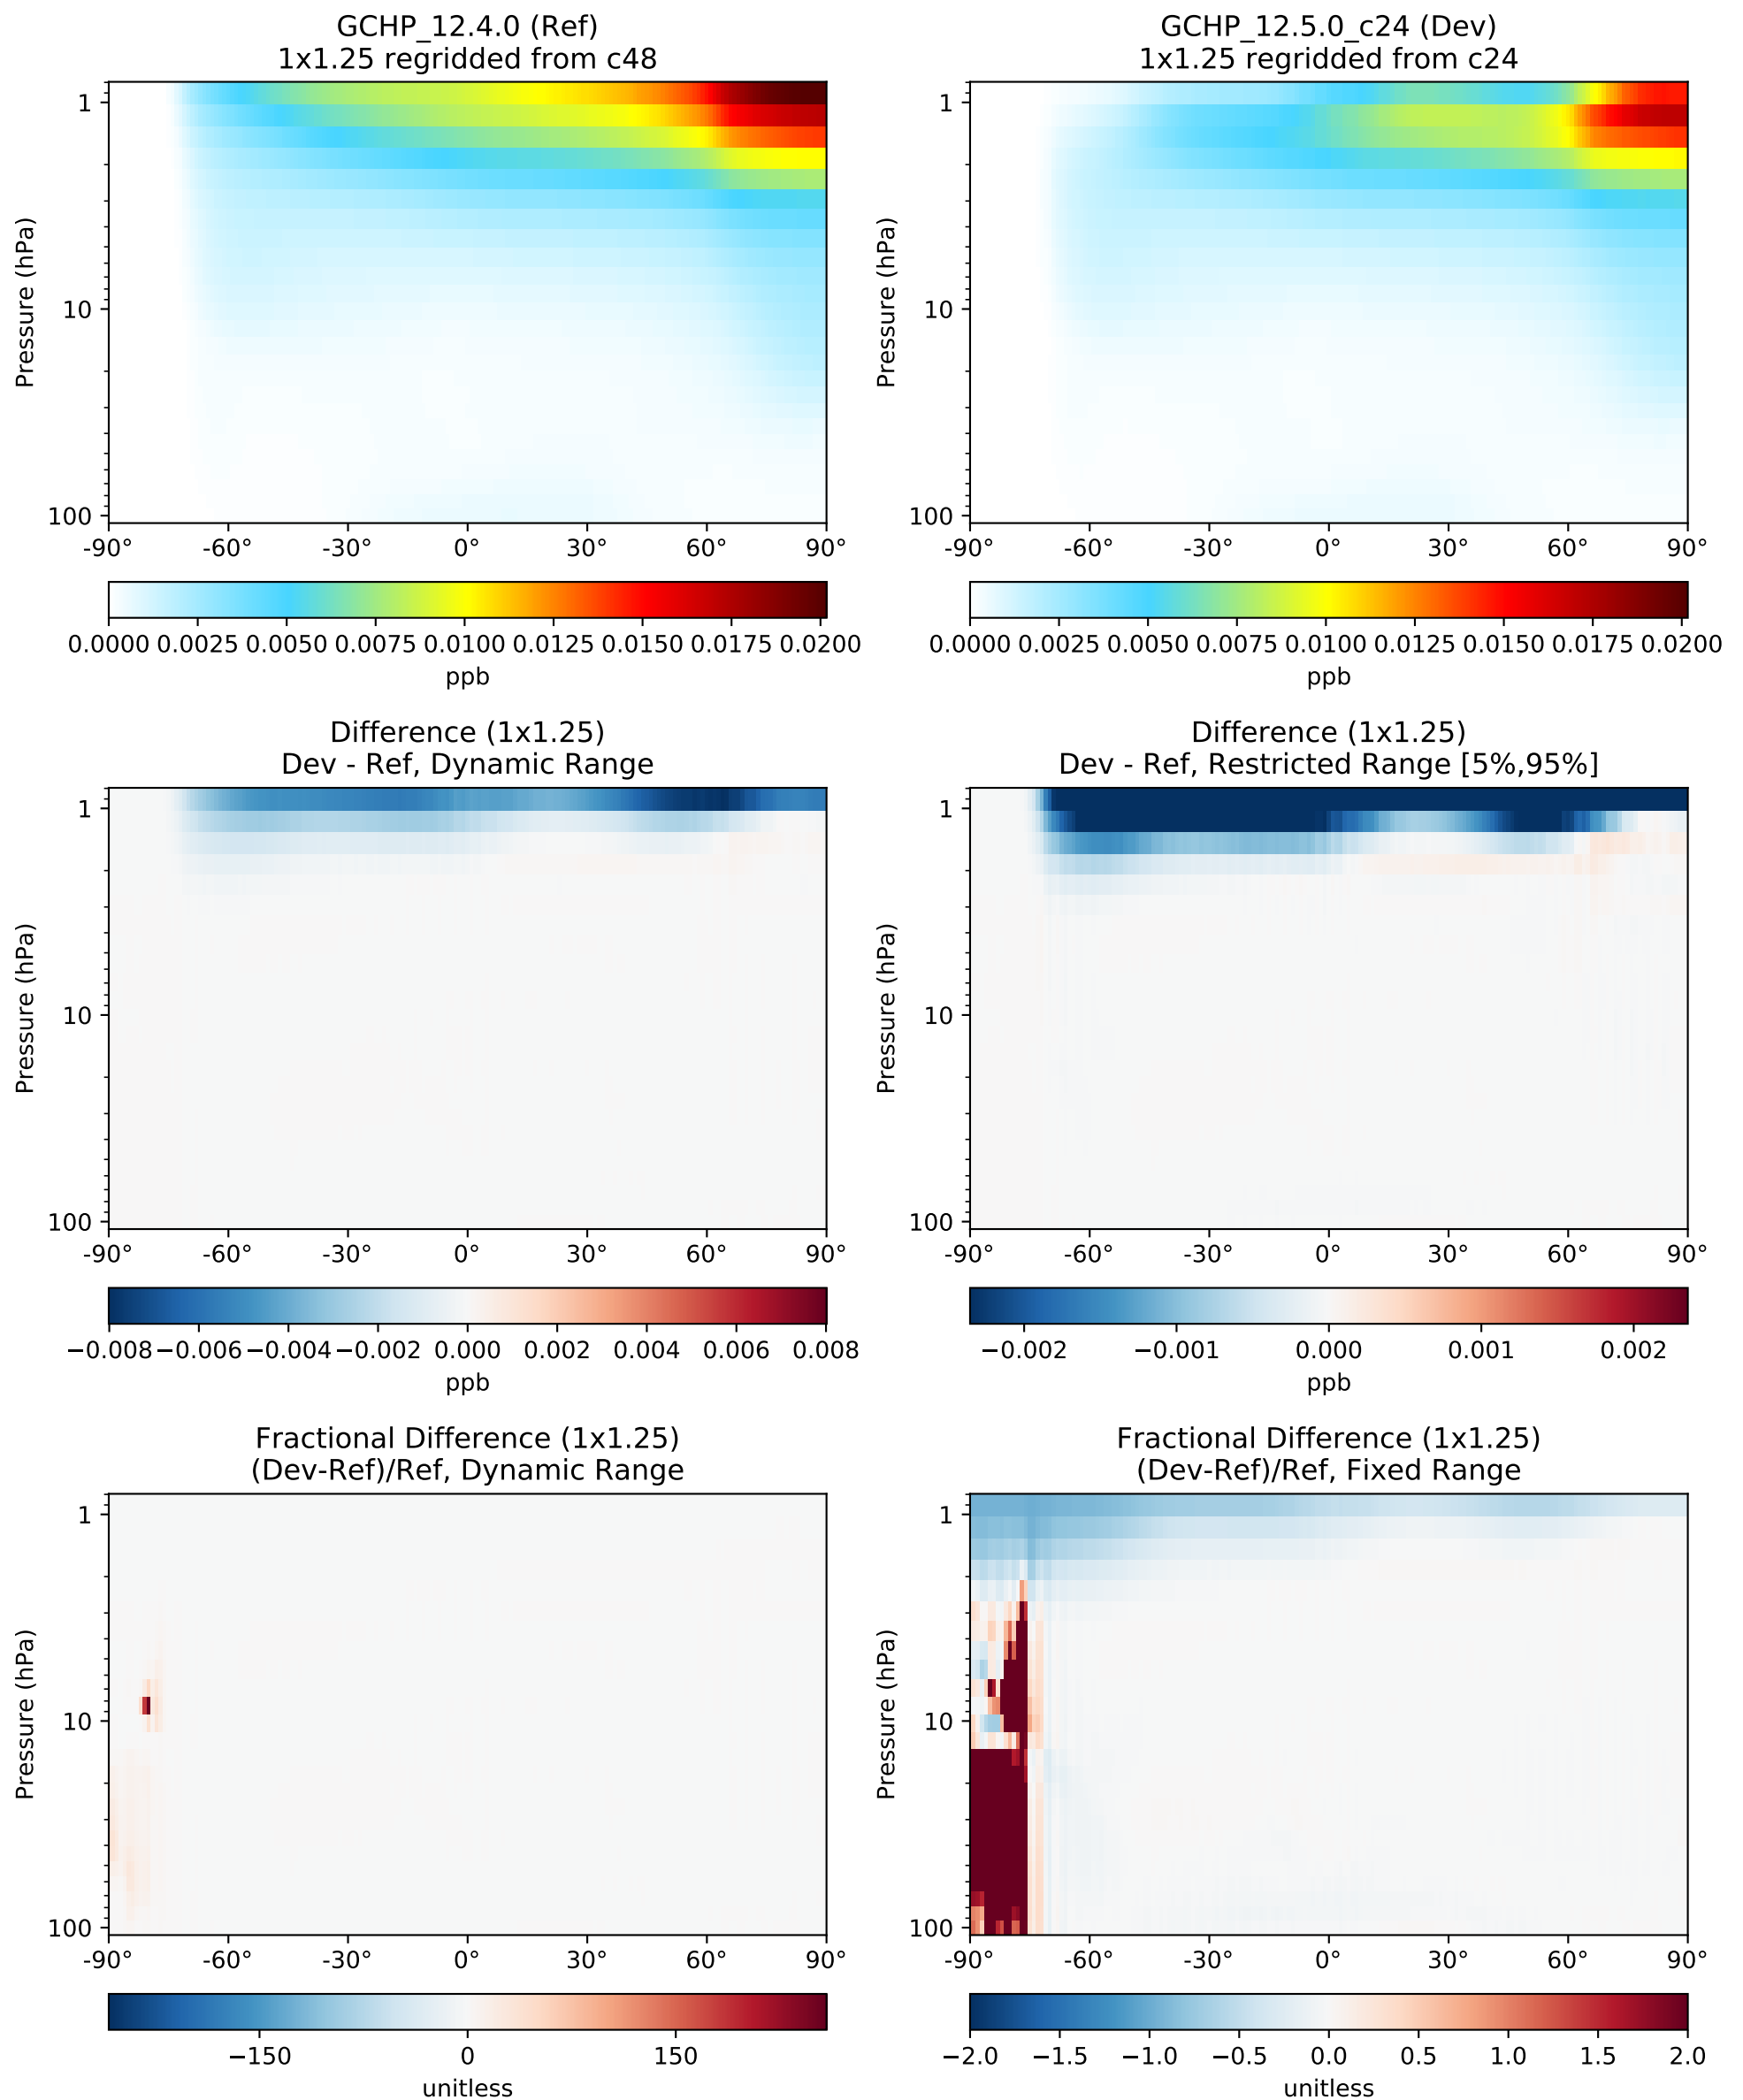 GCHP_12.4.0 (Ref)
1x1.25 regridded from c48
Pressure (hPa)
1
10
100
-90° -60° -30° 0° 30° 60° 90°
0.0000 0.0025 0.0050 0.0075 0.0100 0.0125 0.0150 0.0175 0.0200
ppb
GCHP_12.5.0_c24 (Dev)
1x1.25 regridded from c24
Pressure (hPa)
1
10
100
-90° -60° -30° 0° 30° 60° 90°
0.0000 0.0025 0.0050 0.0075 0.0100 0.0125 0.0150 0.0175 0.0200
ppb
Difference (1x1.25)
Dev - Ref, Dynamic Range
Pressure (hPa)
1
10
100
-90° -60° -30° 0° 30° 60° 90°
−0.008 −0.006 −0.004 −0.002 0.000 0.002 0.004 0.006 0.008
ppb
Difference (1x1.25)
Dev - Ref, Restricted Range [5%,95%]
Pressure (hPa)
1
10
100
-90° -60° -30° 0° 30° 60° 90°
−0.002 −0.001 0.000 0.001 0.002
ppb
Fractional Difference (1x1.25)
(Dev-Ref)/Ref, Dynamic Range
Pressure (hPa)
1
10
100
-90° -60° -30° 0° 30° 60° 90°
−150 0 150
unitless
Fractional Difference (1x1.25)
(Dev-Ref)/Ref, Fixed Range
Pressure (hPa)
1
10
100
-90° -60° -30° 0° 30° 60° 90°
−2.0 −1.5 −1.0 −0.5 0.0 0.5 1.0 1.5 2.0
unitless